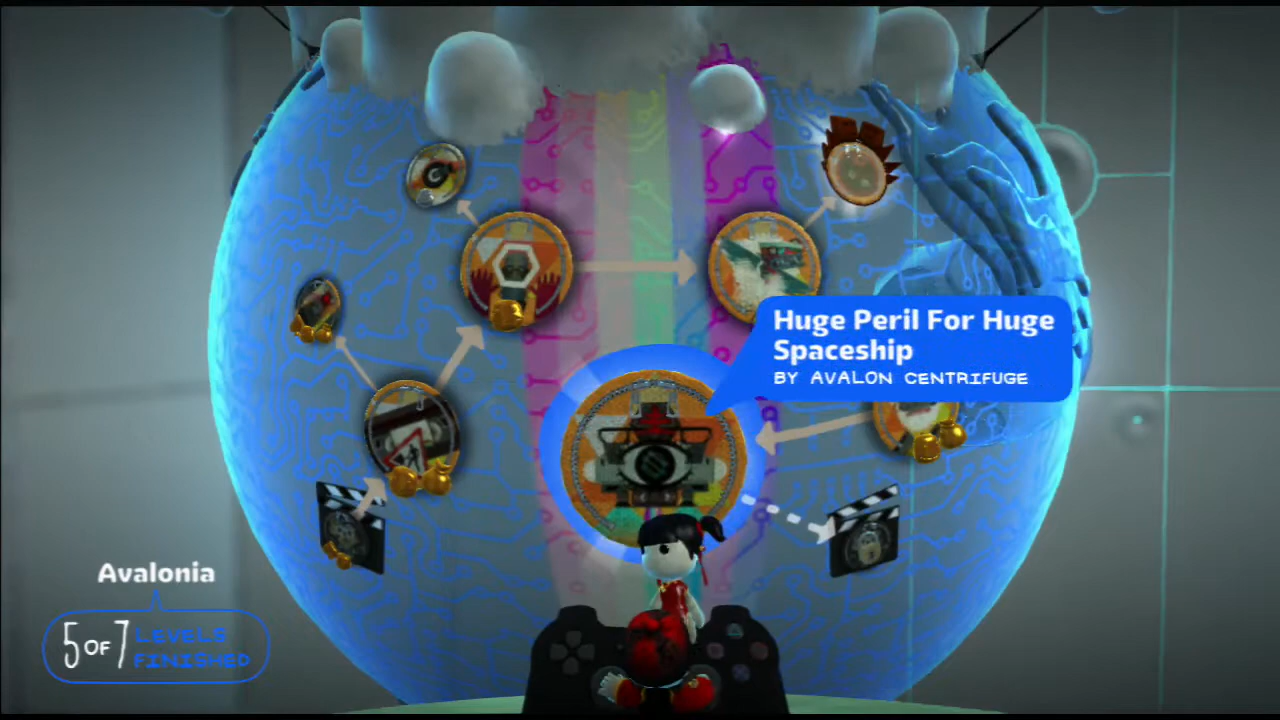 Huge Peril For Huge
Spaceship
BY AVALON CENTRIFUGE
Avalonia
5 OF 7 LEVELS
FINISHED